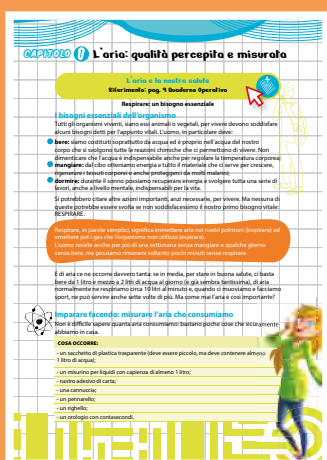 CAPITOLO 1 L'aria: qualità percepita e misurata
L'aria e la nostra salute
Riferimento: pag. 9 Quaderno Operativo
Respirare: un bisogno essenziale
I bisogni essenziali dell'organismo
Tutti gli organismi viventi, siano essi animali o vegetali, per vivere devono soddisfare
alcuni bisogni detti per l'appunto vitali. L'uomo, in particolare deve:
bere: siamo costituiti soprattutto da acqua ed è proprio nell'acqua del nostro
corpo che si svolgono tutte le reazioni chimiche che ci permettono di vivere. Non
dimenticare che l'acqua è indispensabile anche per regolare la temperatura corporea;
mangiare: dal cibo otteniamo energia e tutto il materiale che ci serve per crescere,
rigenerare i tessuti corporei e anche proteggerci da molti malanni;
dormire: durante il sonno possiamo recuperare energia e svolgere tutta una serie di
lavori, anche a livello mentale, indispensabili per la vita.
Si potrebbero citare altre azioni importanti, anzi necessarie, per vivere. Ma nessuna di
queste potrebbe essere svolta se non soddisfacessimo il nostro primo bisogno vitale:
RESPIRARE.
Respirare, in parole semplici, significa immettere aria nei nostri polmoni (inspirare) ed
emettere poi i gas che l'organismo non utilizza (espirare).
L'uomo resiste anche per più di una settimana senza mangiare e qualche giorno
senza bere, ma possiamo rimanere soltanto pochi minuti senza respirare.
E di aria ce ne occorre davvero tanta: se in media, per stare in buona salute, ci basta
bere da 1 litro e mezzo a 2 litri di acqua al giorno (e già sembra tantissima), di aria
normalmente ne respiriamo circa 10 litri al minuto e, quando ci muoviamo e facciamo
sport, ne può servire anche sette volte di più. Ma come mai l'aria è così importante?
Imparare facendo: misurare l'aria che consumiamo
Non è difficile sapere quanta aria consumiamo: bastano poche cose che sicuramente
abbiamo in casa.
COSA OCCORRE:
- un sacchetto di plastica trasparente (deve essere piccolo, ma deve contenere almeno
1 litro di acqua);
- un misurino per liquidi con capienza di almeno 1 litro;
- nastro adesivo di carta;
- una cannuccia;
- un pennarello;
- un righello;
- un orologio con contasecondi.